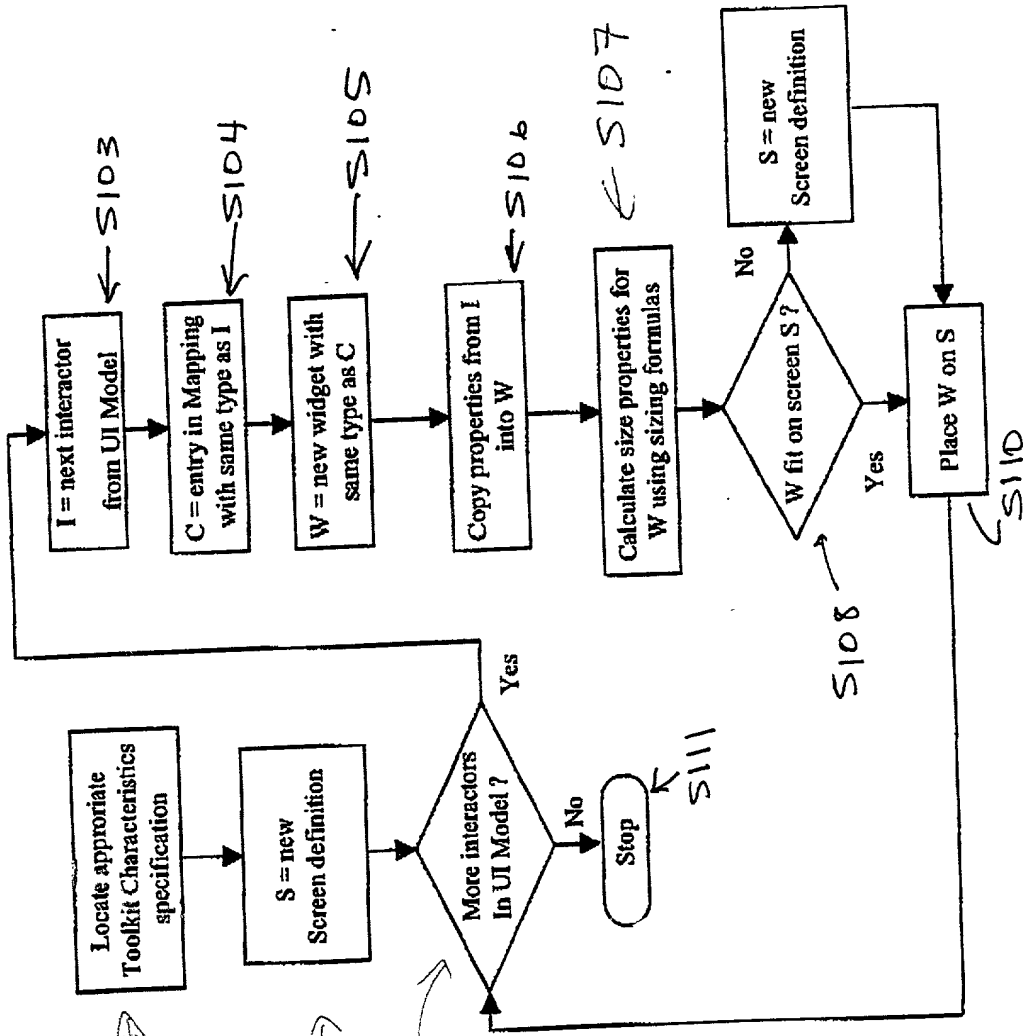 Locate approriate
Toolkit Characteristics
specification
S = new
Screen definition
More interactors
In UI Model ?
Yes
No
Stop
S111
I = next interactor
from UI Model
S103
C = entry in Mapping
with same type as I
S104
W = new widget with
same type as C
S105
Copy properties from I
into W
S106
Calculate size properties for
W using sizing formulas
S107
W fit on screen S ?
S108
No
Yes
S = new
Screen definition
Place W on S
S110